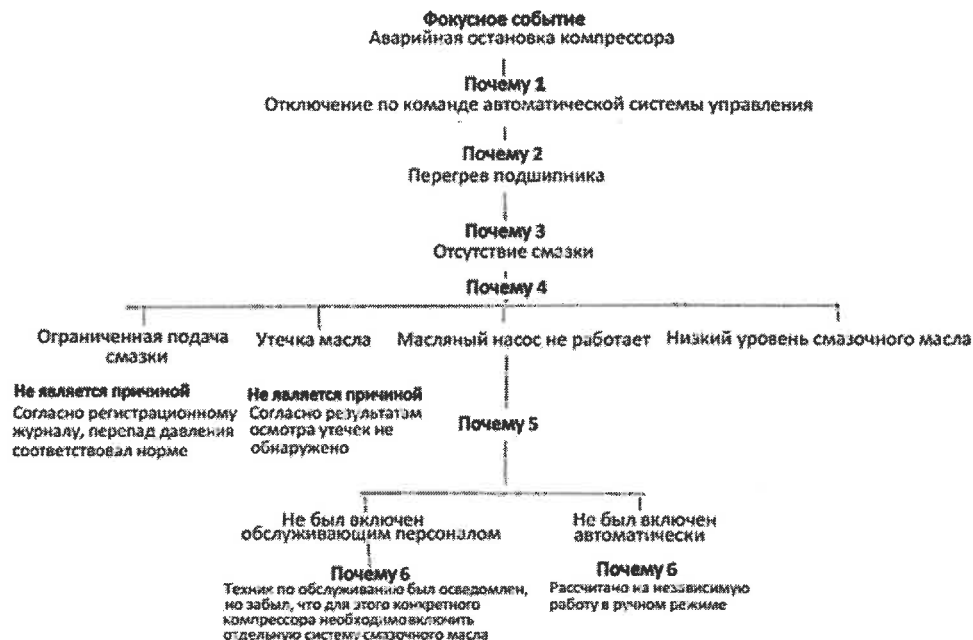 Фокусное событие
Аварийная остановка компрессора
Почему 1
Отключение по команде автоматической системы управления
Почему 2
Перегрев подшипника
Почему 3
Отсутствие смазки
Почему 4
Ограниченная подача
смазки
Утечка масла
Масляный насос не работает
Низкий уровень смазочного масла
Не является причиной
Согласно регистрационному
журналу, перепад давления
соответствовал норме
Не является причиной
Согласно результатам
осмотра утечек не
обнаружено
Почему 5
Не был включен
обслуживающим персоналом
Не был включен
автоматически
Почему 6
Техник по обслуживанию был осведомлен,
но забыл, что для этого конкретного
компрессора необходимо включить
отдельную систему смазочного масла
Почему 6
Рассчитано на независимую
работу в ручном режиме